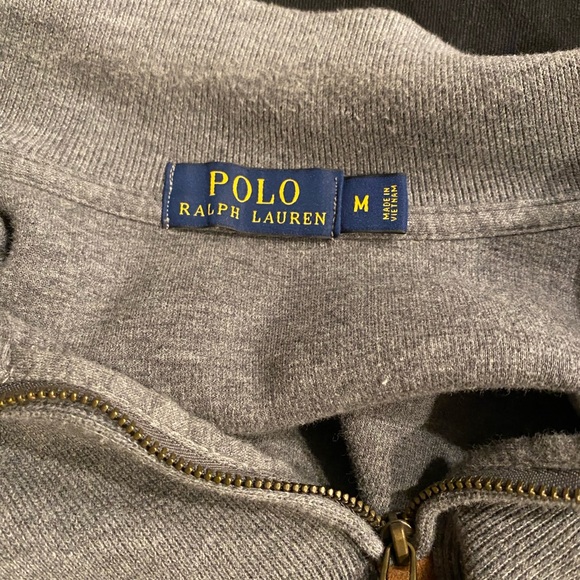 POLO
RALPH LAUREN
M
MADE IN
VIETNAM